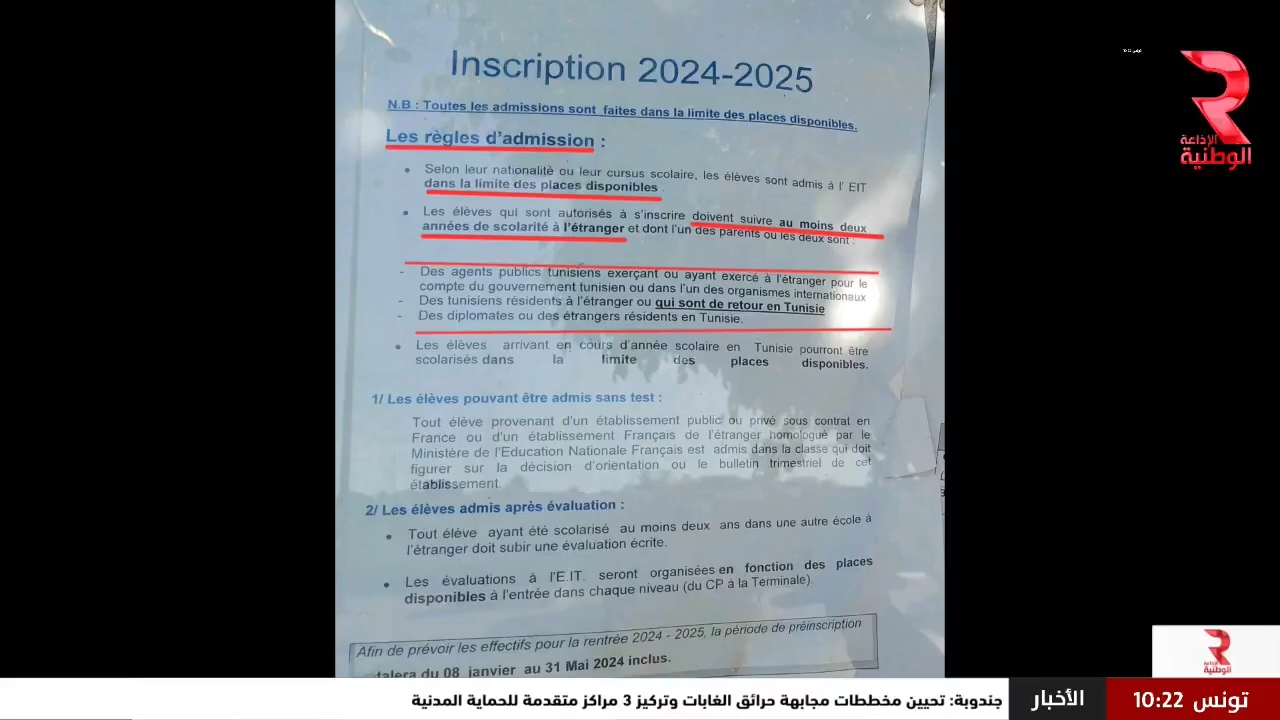 Inscription 2024-2025
N.B : Toutes les admissions sont faites dans la limite des places disponibles.
Les règles d'admission :
• Selon leur nationalité ou leur cursus scolaire, les élèves sont admis à l' EIT
dans la limite des places disponibles .
• Les élèves qui sont autorisés à s'inscrire doivent suivre au moins deux
années de scolarité à l'étranger et dont l'un des parents ou les deux sont :
- Des agents publics tunisiens exerçant ou ayant exercé à l'étranger pour le
compte du gouvernement tunisien ou dans l'un des organismes internationaux
- Des tunisiens résidents à l'étranger ou qui sont de retour en Tunisie
- Des diplomates ou des étrangers résidents en Tunisie.
• Les élèves arrivant en cours d'année scolaire en Tunisie pourront être
scolarisés dans la limite des places disponibles.
1/ Les élèves pouvant être admis sans test :
Tout élève provenant d'un établissement public ou privé sous contrat en
France ou d'un établissement Français de l'étranger homologué par le
Ministère de l'Education Nationale Français est admis dans la classe qui doit
figurer sur la décision d'orientation ou le bulletin trimestriel de cet
établissement.
2/ Les élèves admis après évaluation :
• Tout élève ayant été scolarisé au moins deux ans dans une autre école à
l'étranger doit subir une évaluation écrite.
• Les évaluations à l'E.IT. seront organisées en fonction des places
disponibles à l'entrée dans chaque niveau (du CP à la Terminale).
Afin de prévoir les effectifs pour la rentrée 2024 - 2025, la période de préinscription
du 08 janvier au 31 Mai 2024 inclus.
تونس 10:22
الإذاعة
الوطنية
الإذاعة
الوطنية
تونس 10:22
الأخبار
جندوبة: تحيين مخططات مجابهة حرائق الغابات وتركيز 3 مراكز متقدمة للحماية المدنية